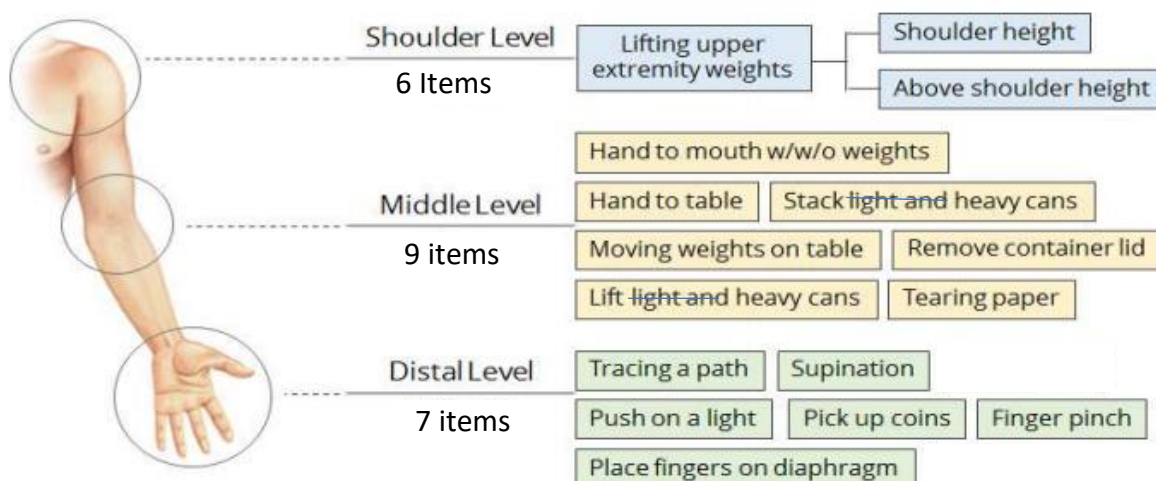 Shoulder Level
6 Items
Lifting upper
extremity weights
Shoulder height
Above shoulder height
Middle Level
9 items
Hand to mouth w/w/o weights
Hand to table
Stack light and heavy cans
Moving weights on table
Remove container lid
Lift light and heavy cans
Tearing paper
Distal Level
7 items
Tracing a path
Supination
Push on a light
Pick up coins
Finger pinch
Place fingers on diaphragm